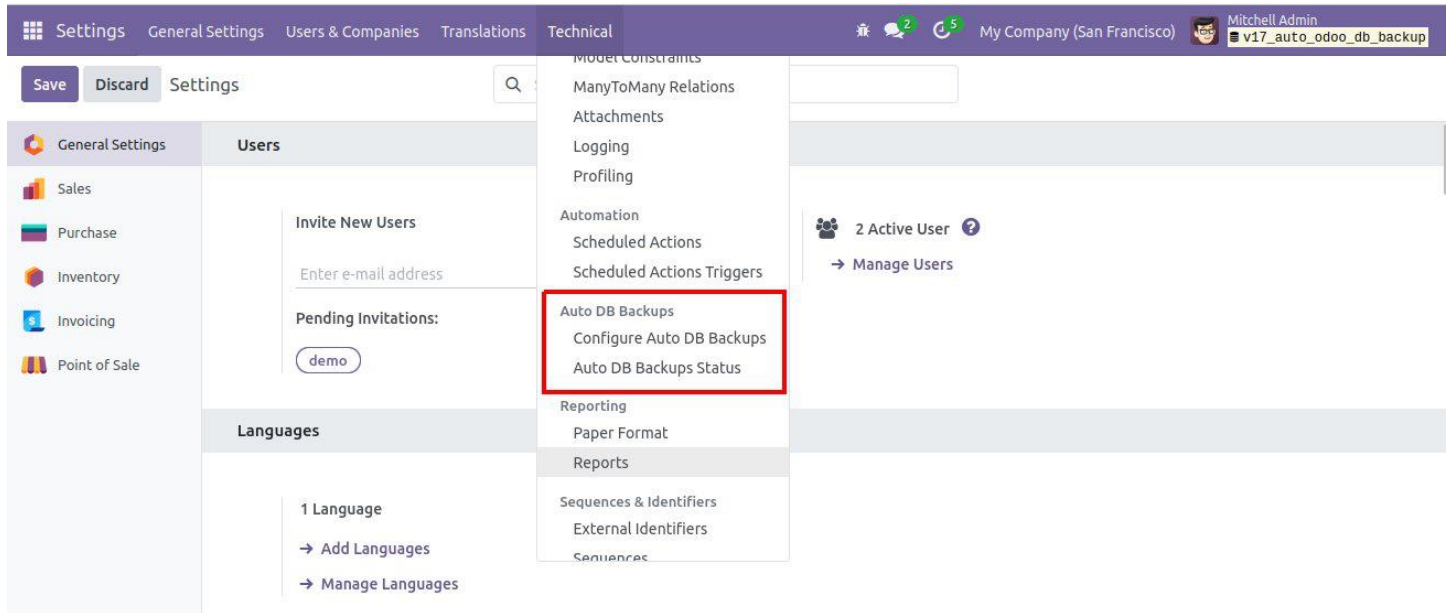 Settings General Settings Users & Companies Translations Technical 2 5 My Company (San Francisco) Mitchell Admin
v17_auto_odoo_db_backup
Save Discard Settings
Model Constraints
ManyToMany Relations
Attachments
Logging
Profiling
Automation
Scheduled Actions
Scheduled Actions Triggers
Auto DB Backups
Configure Auto DB Backups
Auto DB Backups Status
Reporting
Paper Format
Reports
Sequences & Identifiers
External Identifiers
Sequences
General Settings
Sales
Purchase
Inventory
Invoicing
Point of Sale
Users
Invite New Users
Enter e-mail address
Pending Invitations:
demo
2 Active User ?
→ Manage Users
Languages
1 Language
→ Add Languages
→ Manage Languages